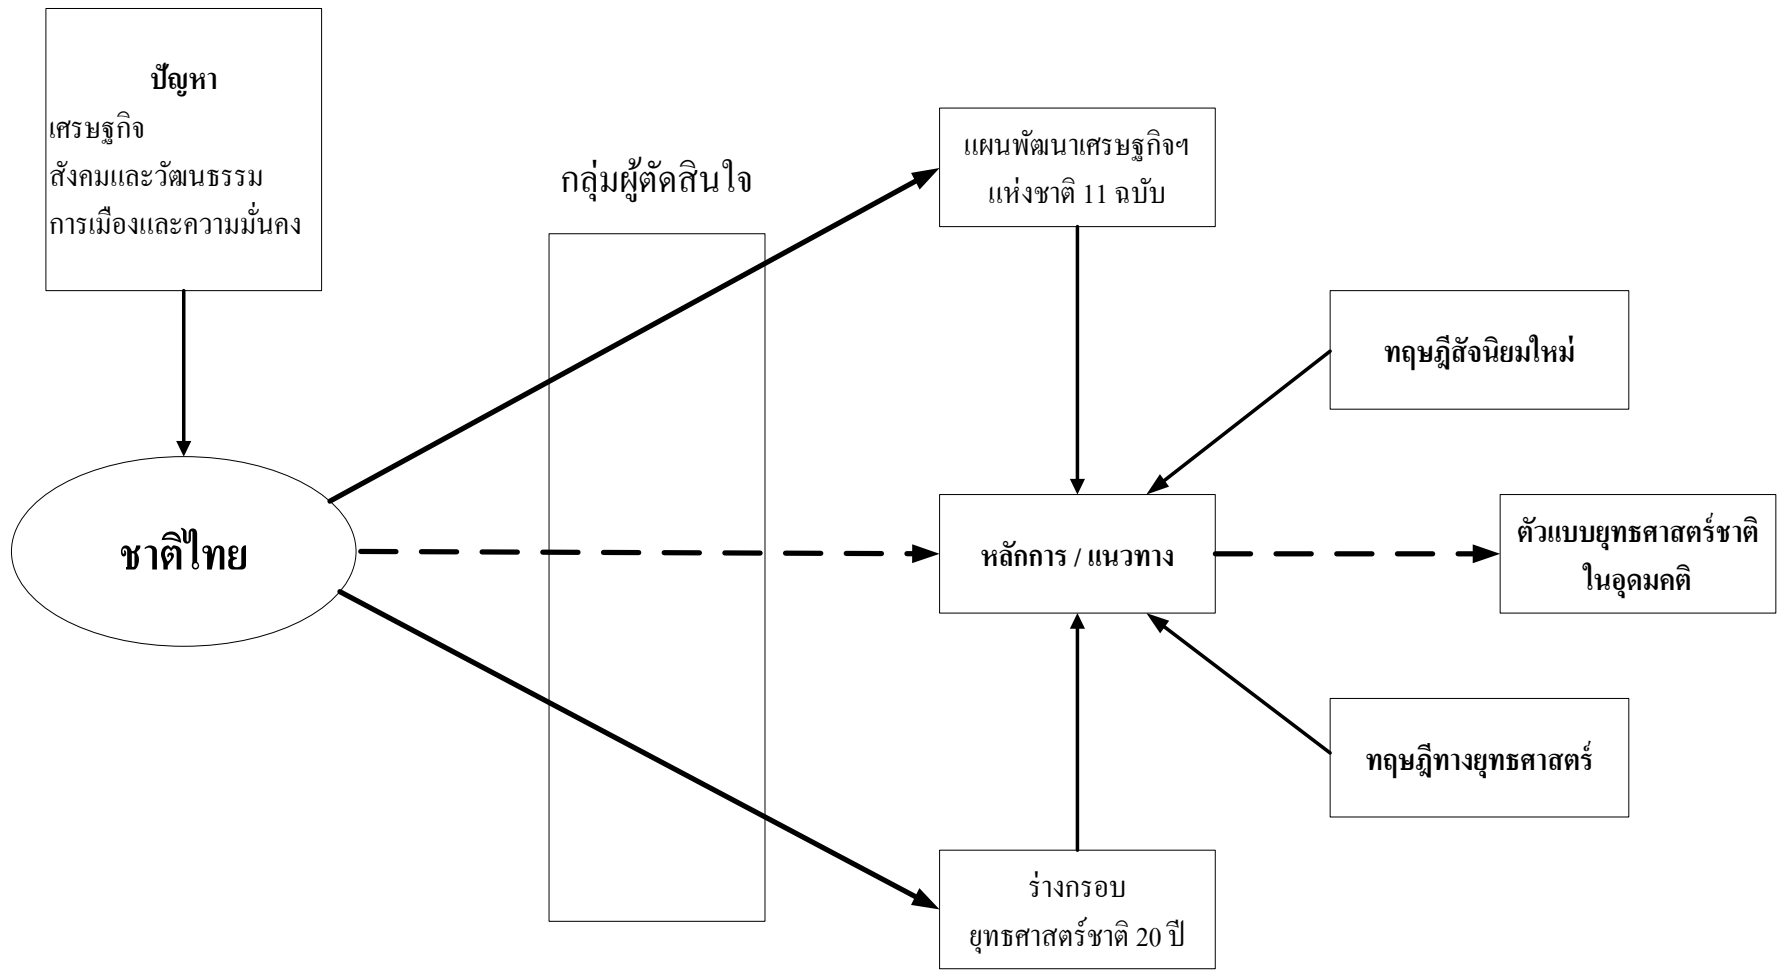 ปัญหา
เศรษฐกิจ
สังคมและวัฒนธรรม
การเมืองและความมั่นคง
กลุ่มผู้ตัดสินใจ
แผนพัฒนาเศรษฐกิจฯ
แห่งชาติ 11 ฉบับ
ทฤษฎีสัจนิยมใหม่
ชาติไทย
หลักการ / แนวทาง
ตัวแบบยุทธศาสตร์ชาติ
ในอุดมคติ
ทฤษฎีทางยุทธศาสตร์
ร่างกรอบ
ยุทธศาสตร์ชาติ 20 ปี